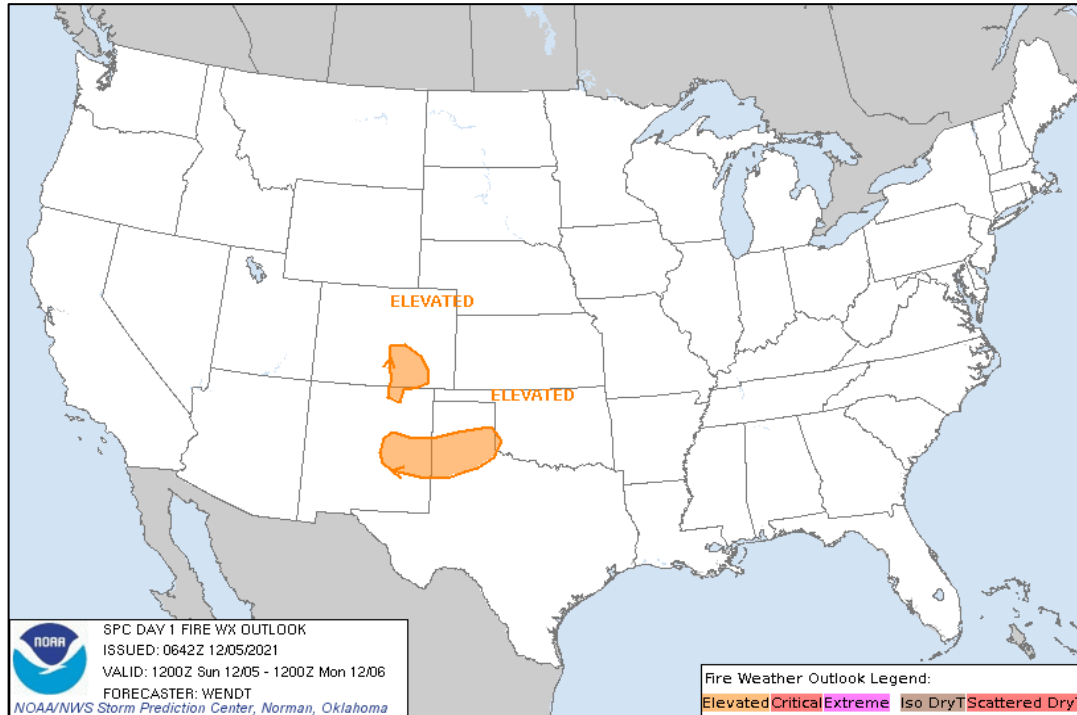 ELEVATED
ELEVATED
NOAA
SPC DAY 1 FIRE WX OUTLOOK
ISSUED: 0642Z 12/05/2021
VALID: 1200Z Sun 12/05 - 1200Z Mon 12/06
FORECASTER: WENDT
NOAA/NWS Storm Prediction Center, Norman, Oklahoma
Fire Weather Outlook Legend:
Elevated Critical Extreme Iso DryT Scattered DryT